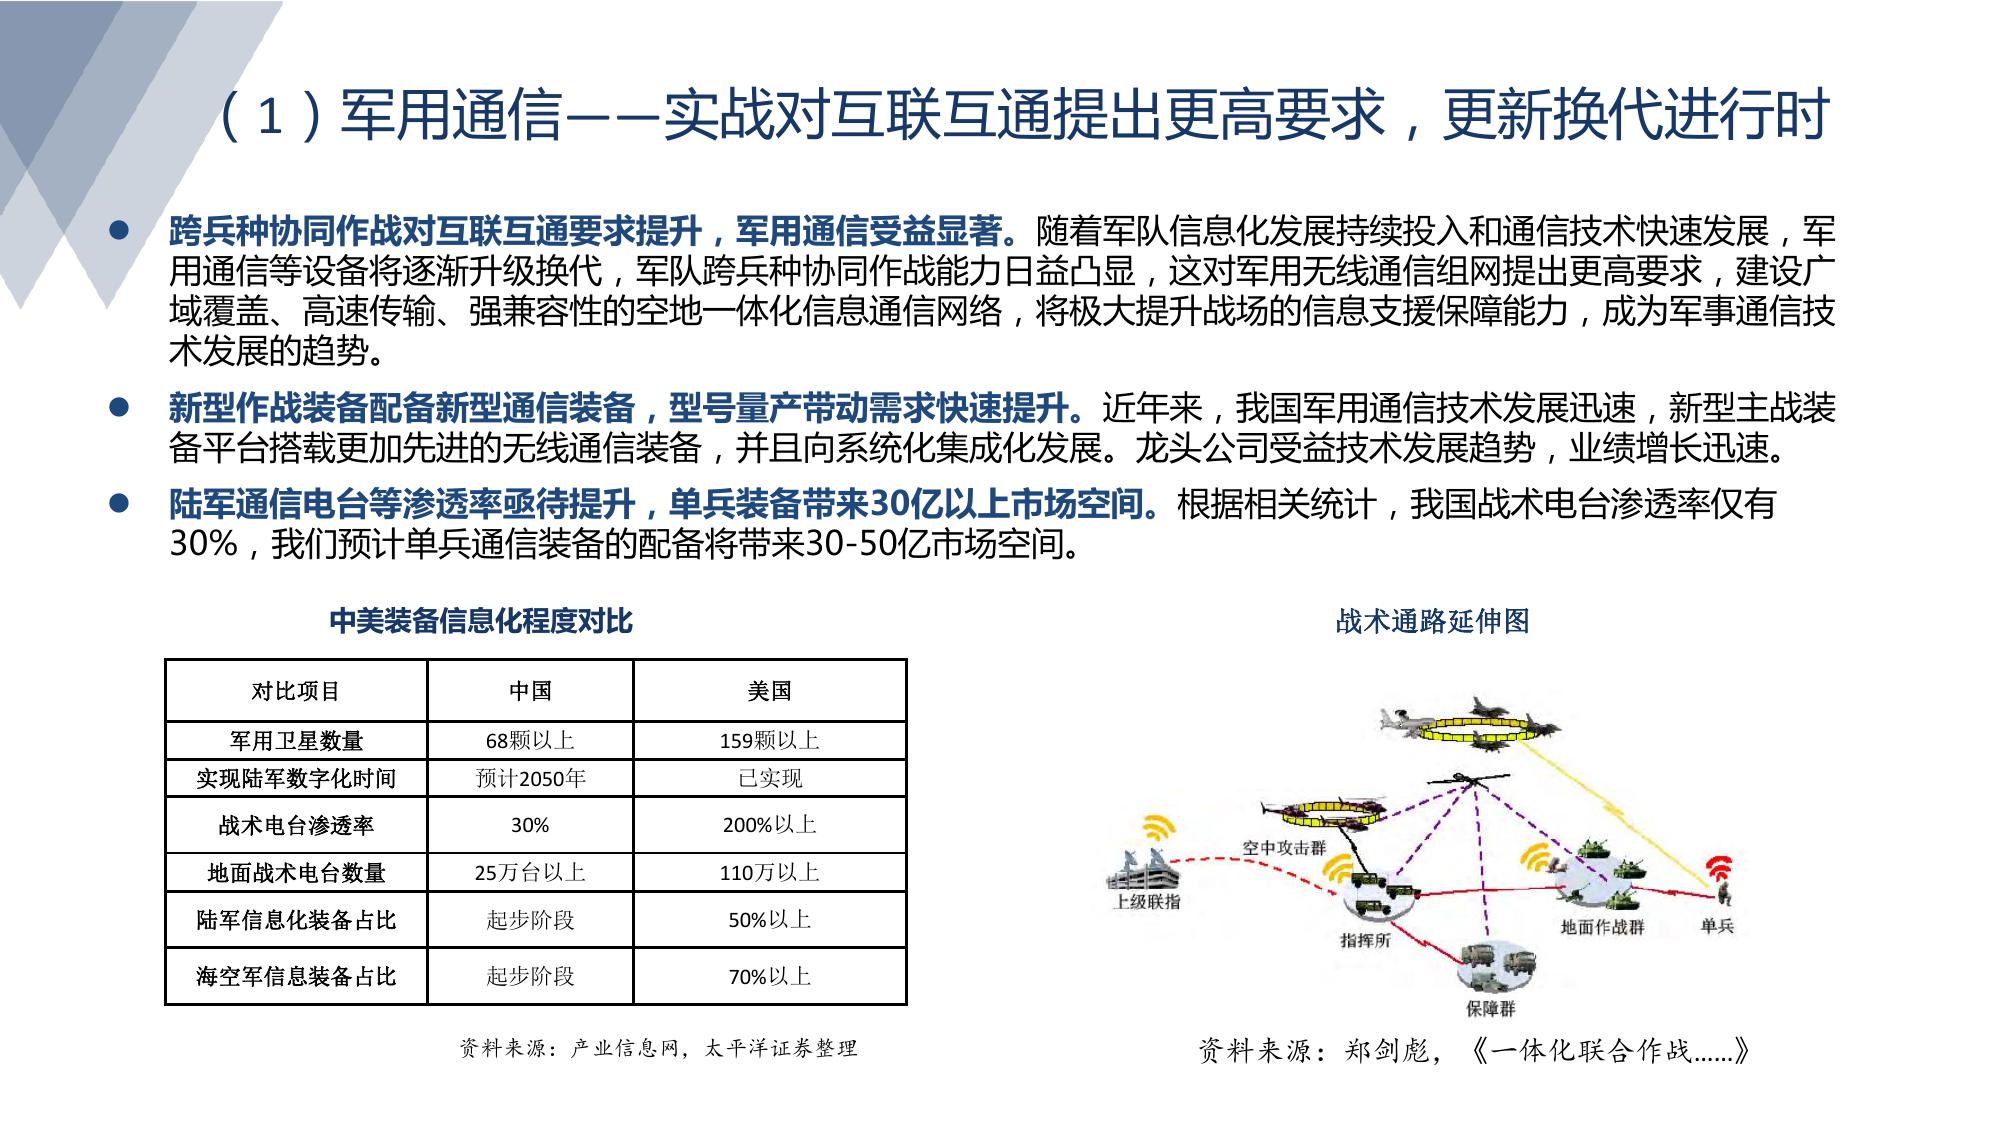 （1）军用通信——实战对互联互通提出更高要求，更新换代进行时
● 跨兵种协同作战对互联互通要求提升，军用通信受益显著。随着军队信息化发展持续投入和通信技术快速发展，军
用通信等设备将逐渐升级换代，军队跨兵种协同作战能力日益凸显，这对军用无线通信组网提出更高要求，建设广
域覆盖、高速传输、强兼容性的空地一体化信息通信网络，将极大提升战场的信息支援保障能力，成为军事通信技
术发展的趋势。
● 新型作战装备配备新型通信装备，型号量产带动需求快速提升。近年来，我国军用通信技术发展迅速，新型主战装
备平台搭载更加先进的无线通信装备，并且向系统化集成化发展。龙头公司受益技术发展趋势，业绩增长迅速。
● 陆军通信电台等渗透率亟待提升，单兵装备带来30亿以上市场空间。根据相关统计，我国战术电台渗透率仅有
30%，我们预计单兵通信装备的配备将带来30-50亿市场空间。
中美装备信息化程度对比
对比项目 中国 美国
军用卫星数量 68颗以上 159颗以上
实现陆军数字化时间 预计2050年 已实现
战术电台渗透率 30% 200%以上
地面战术电台数量 25万台以上 110万以上
陆军信息化装备占比 起步阶段 50%以上
海空军信息装备占比 起步阶段 70%以上
资料来源：产业信息网，太平洋证券整理
战术通路延伸图
空中攻击群
上级联指
指挥所
地面作战群
单兵
保障群
资料来源：郑剑彪，《一体化联合作战......》